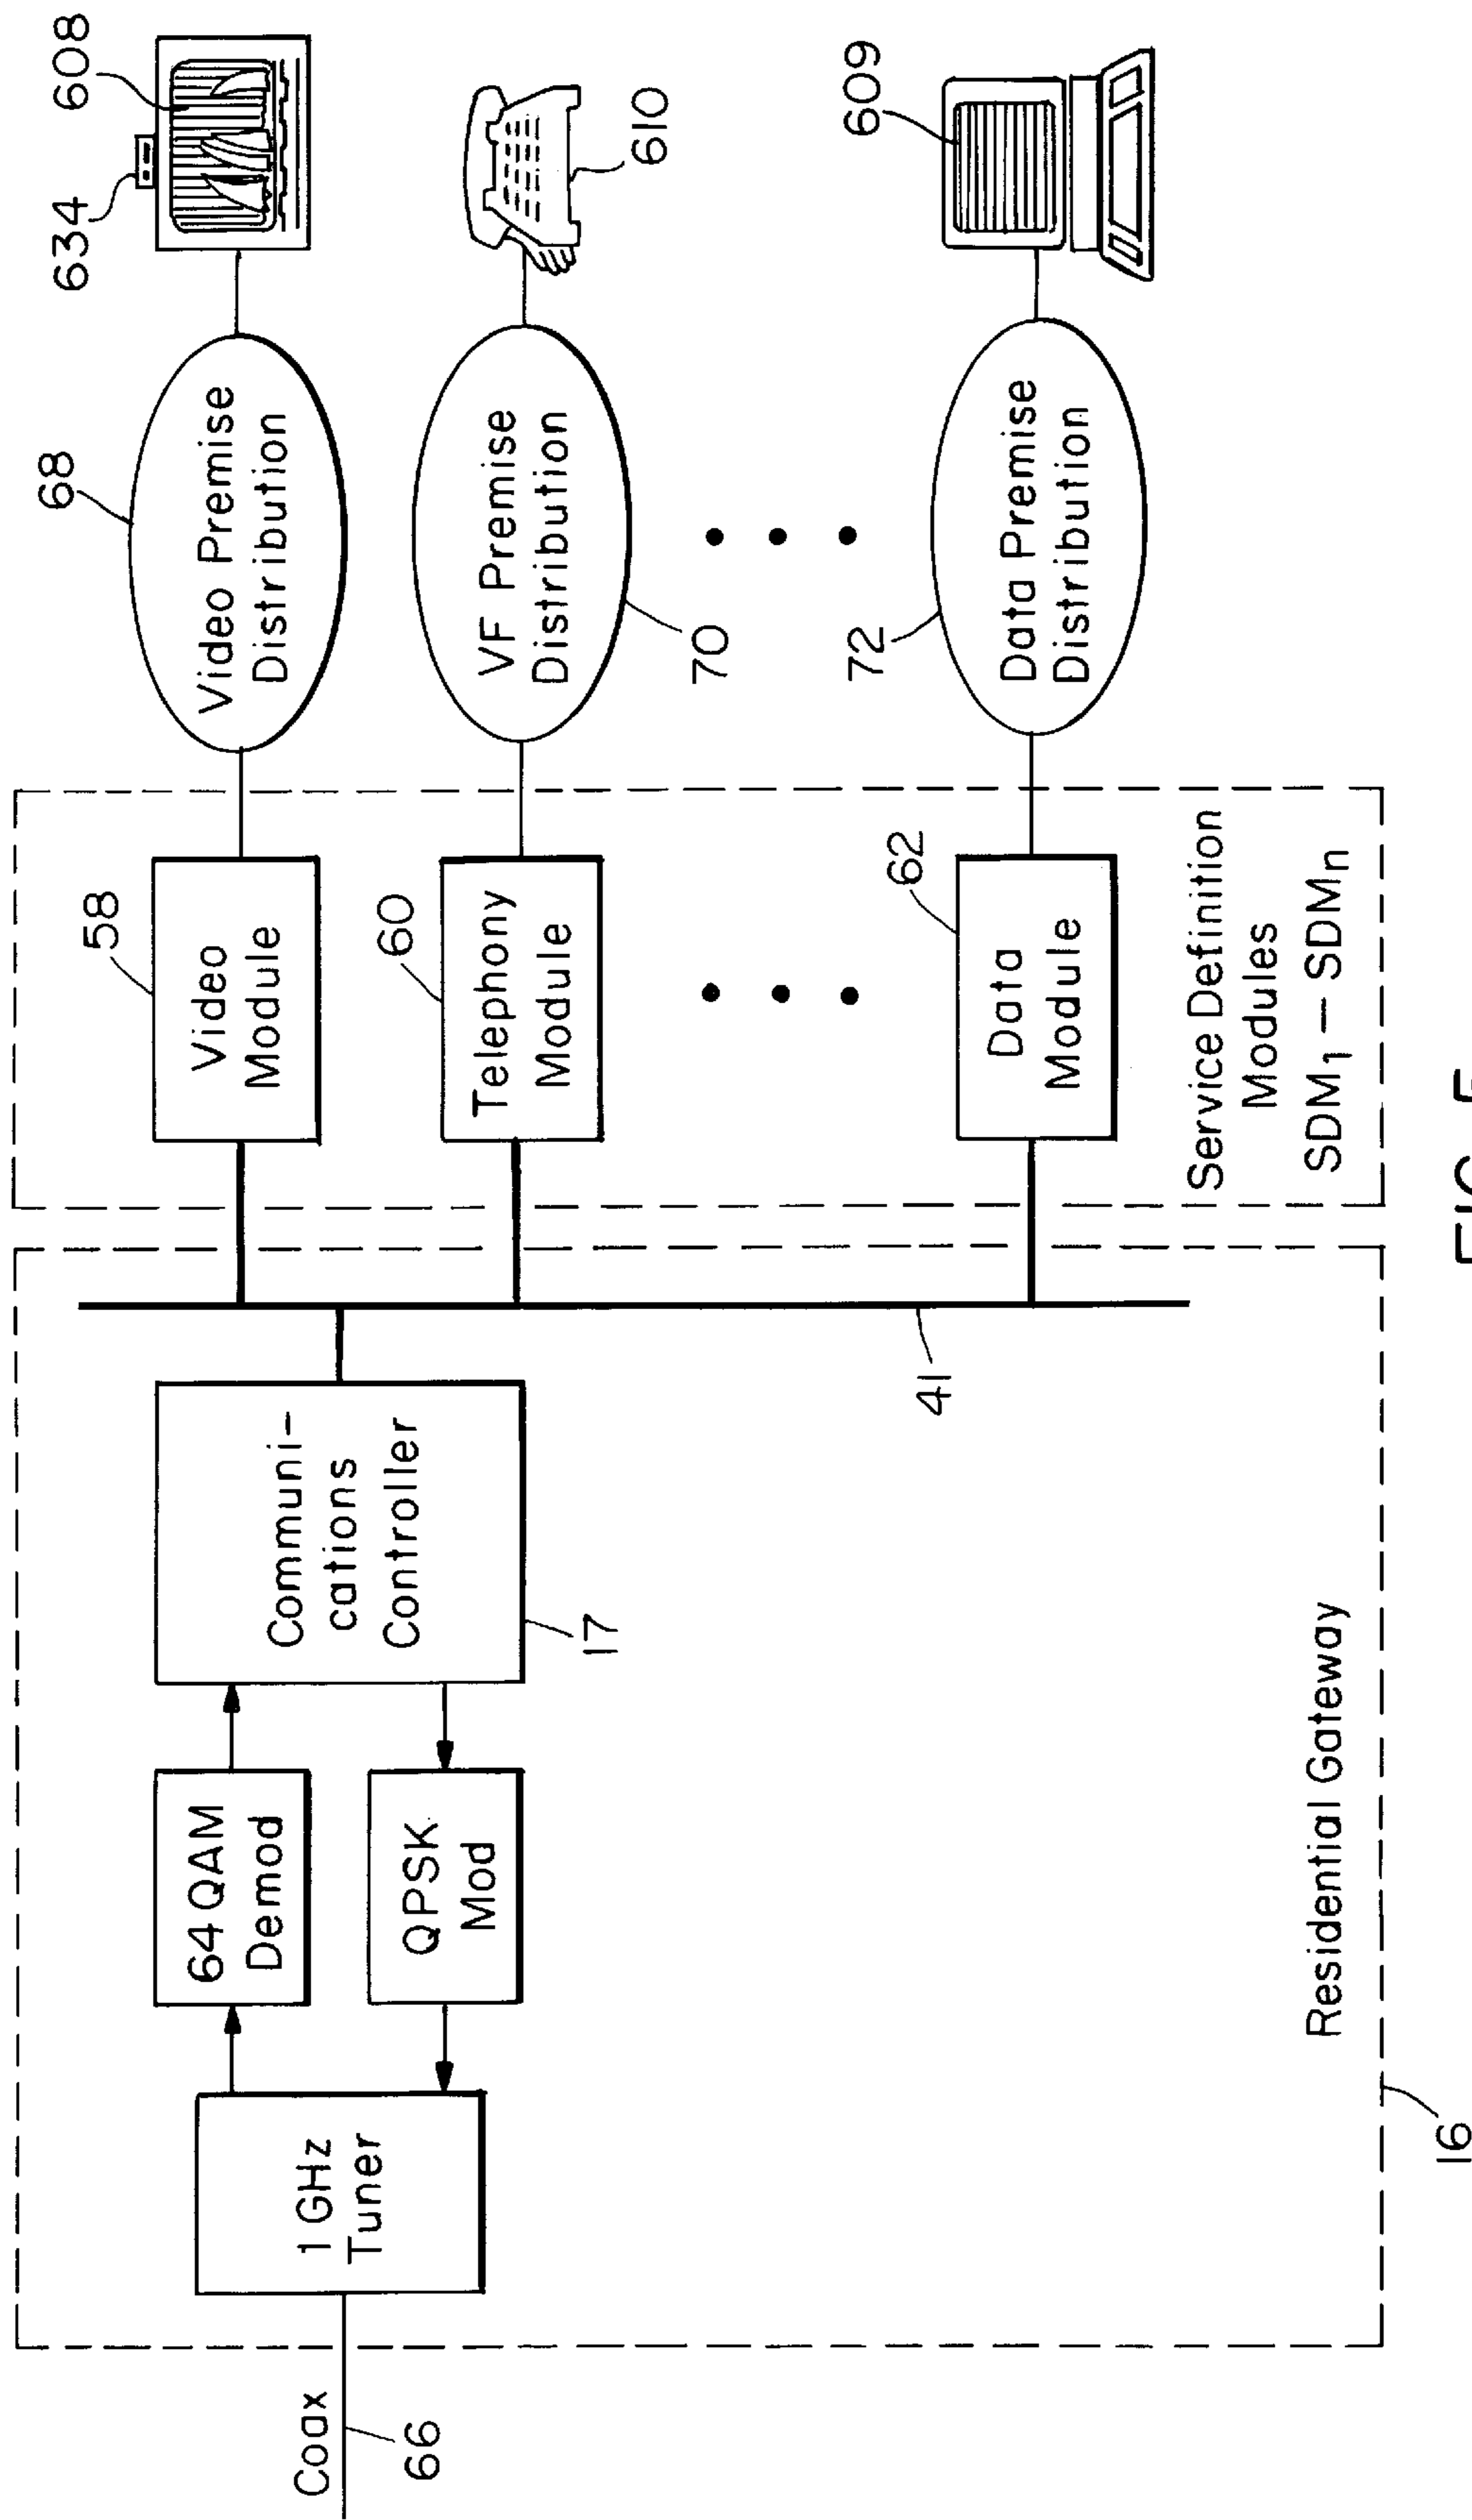 Coax
66
1 GHz
Tuner
64 QAM
Demod
QPSK
Mod
Communi-
cations
Controller
17
41
Residential Gateway
16
58
Video
Module
60
Telephony
Module
62
Data
Module
Service Definition
Modules
SDM1 — SDMn
68
Video Premise
Distribution
VF Premise
Distribution
70
72
Data Premise
Distribution
634
608
610
609